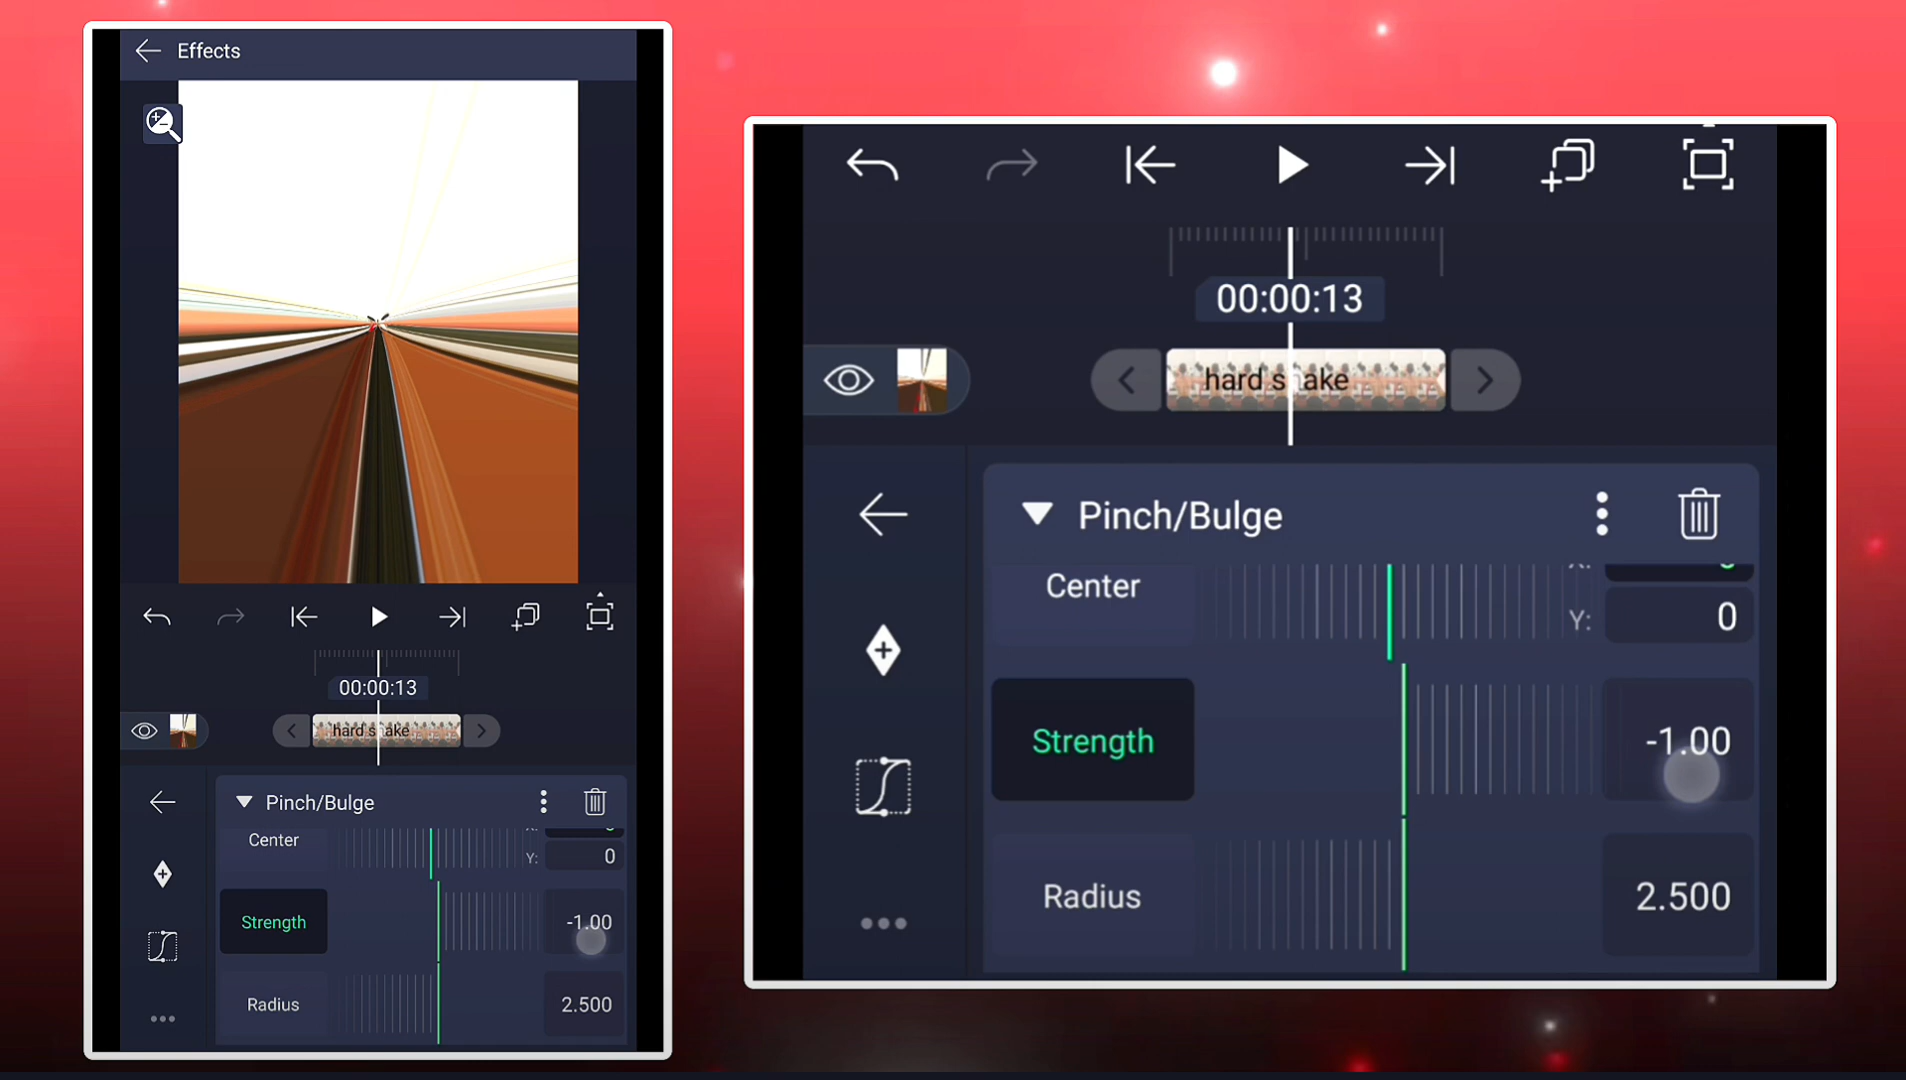 Effects
00:00:13
hard s ake
Pinch/Bulge
Center
Y:
0
Strength
-1.00
Radius
2.500
00:00:13
hard s ake
Pinch/Bulge
Center
Y:
0
Strength
-1.00
Radius
2.500